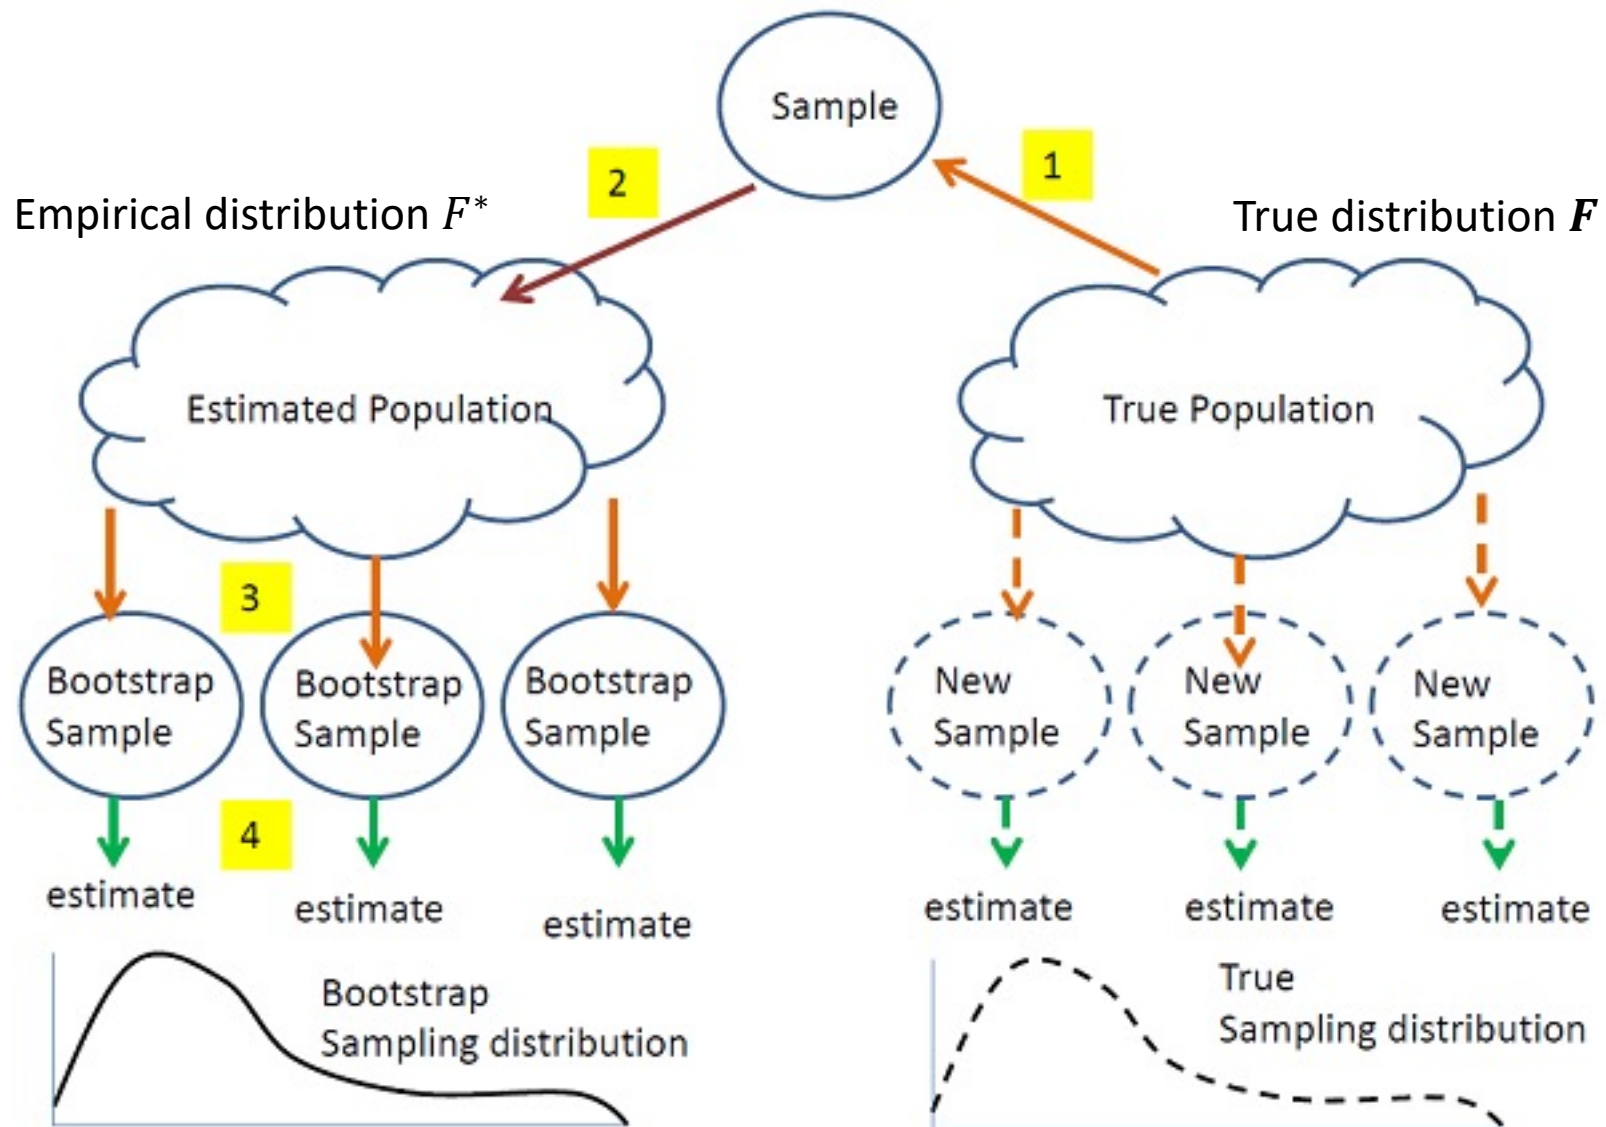 Sample
1
2
Empirical distribution F*
True distribution F
Estimated Population
True Population
3
Bootstrap
Sample
Bootstrap
Sample
Bootstrap
Sample
New
Sample
New
Sample
New
Sample
4
estimate
estimate
estimate
estimate
estimate
estimate
Bootstrap
Sampling distribution
True
Sampling distribution